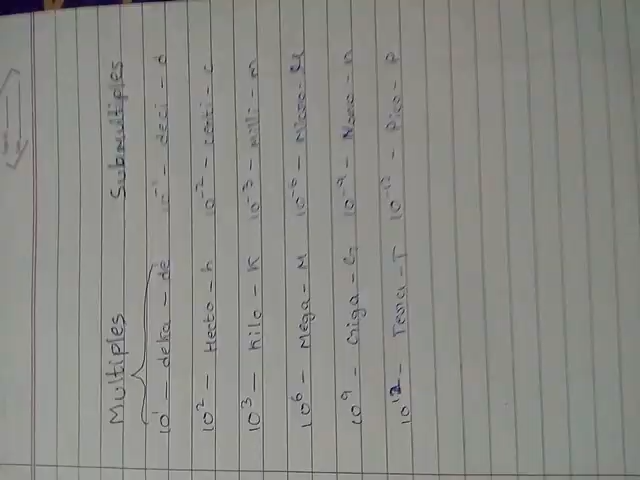 Multiples Submultiples
10¹ — deka - de 10⁻¹ — deci - d
10² — Hecto - h 10⁻² — centi - c
10³ — Kilo - K 10⁻³ — milli - m
10⁶ — Mega - M 10⁻⁶ — Micro - μ
10⁹ — Giga - G 10⁻⁹ — Nano - n
10¹² — Tera - T 10⁻¹² — Pico - P